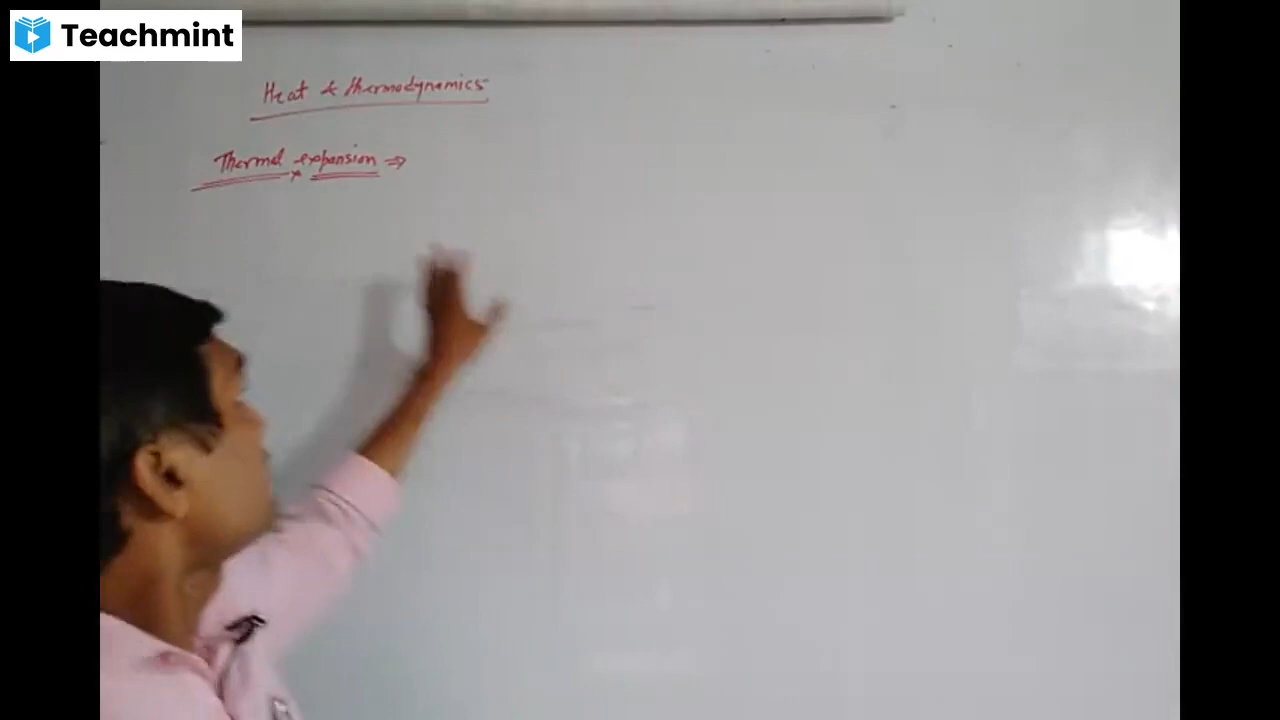 Teachmint
Heat & thermodynamics
Thermal expansion ⇒